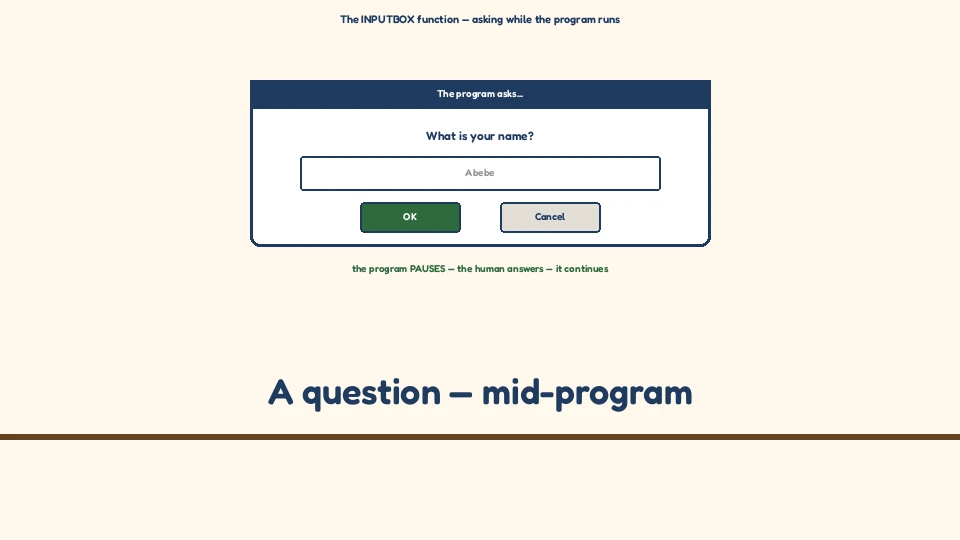 The INPUTBOX function — asking while the program runs
The program asks...
What is your name?
Abebe
OK
Cancel
the program PAUSES — the human answers — it continues
A question — mid-program